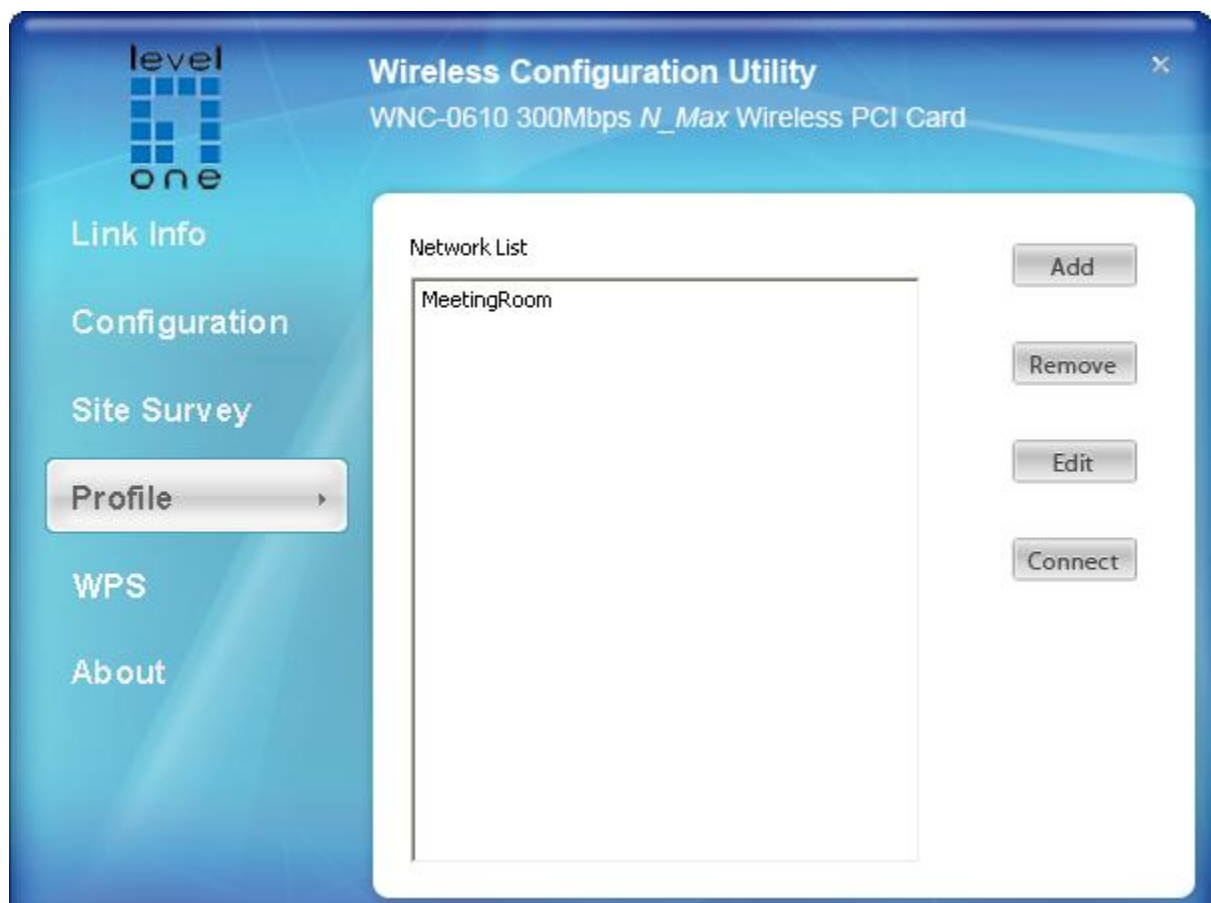 level
one
Wireless Configuration Utility
WNC-0610 300Mbps N_Max Wireless PCI Card
×
Link Info
Configuration
Site Survey
Profile
WPS
About
Network List
MeetingRoom
Add
Remove
Edit
Connect